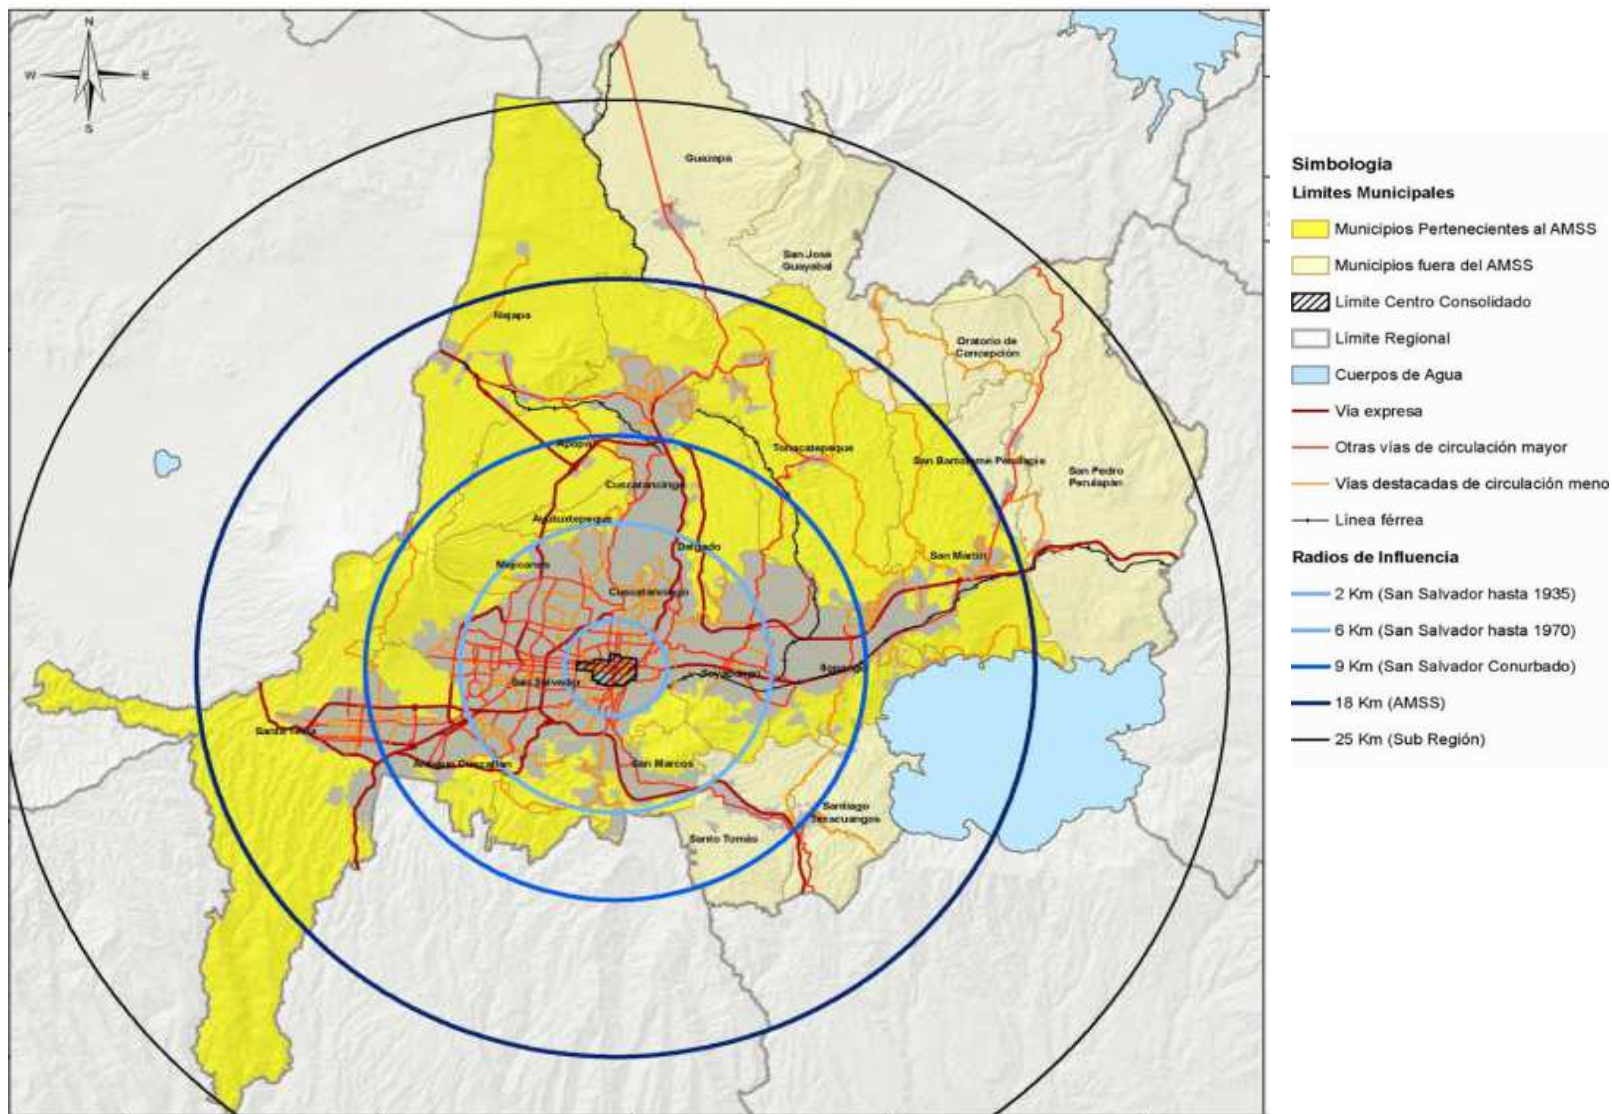 N
W
E
S
Guazapa
San José
Guayabal
Nejapa
Oratorio de
Concepción
Apopa
Tonacatepeque
San Bartolomé Perulapía
San Pedro
Perulapán
Cuscatancingo
Ayutuxtepeque
Delgado
San Martín
Mejicanos
Cuscatancingo
San Salvador
Soyapango
Ilopango
Santa Tecla
Antiguo Cuscatlán
San Marcos
Santiago
Texacuangos
Santo Tomás
Simbología
Límites Municipales
Municipios Pertenecientes al AMSS
Municipios fuera del AMSS
Límite Centro Consolidado
Límite Regional
Cuerpos de Agua
Vía expresa
Otras vías de circulación mayor
Vías destacadas de circulación meno
Línea férrea
Radios de Influencia
2 Km (San Salvador hasta 1935)
6 Km (San Salvador hasta 1970)
9 Km (San Salvador Conurbado)
18 Km (AMSS)
25 Km (Sub Región)